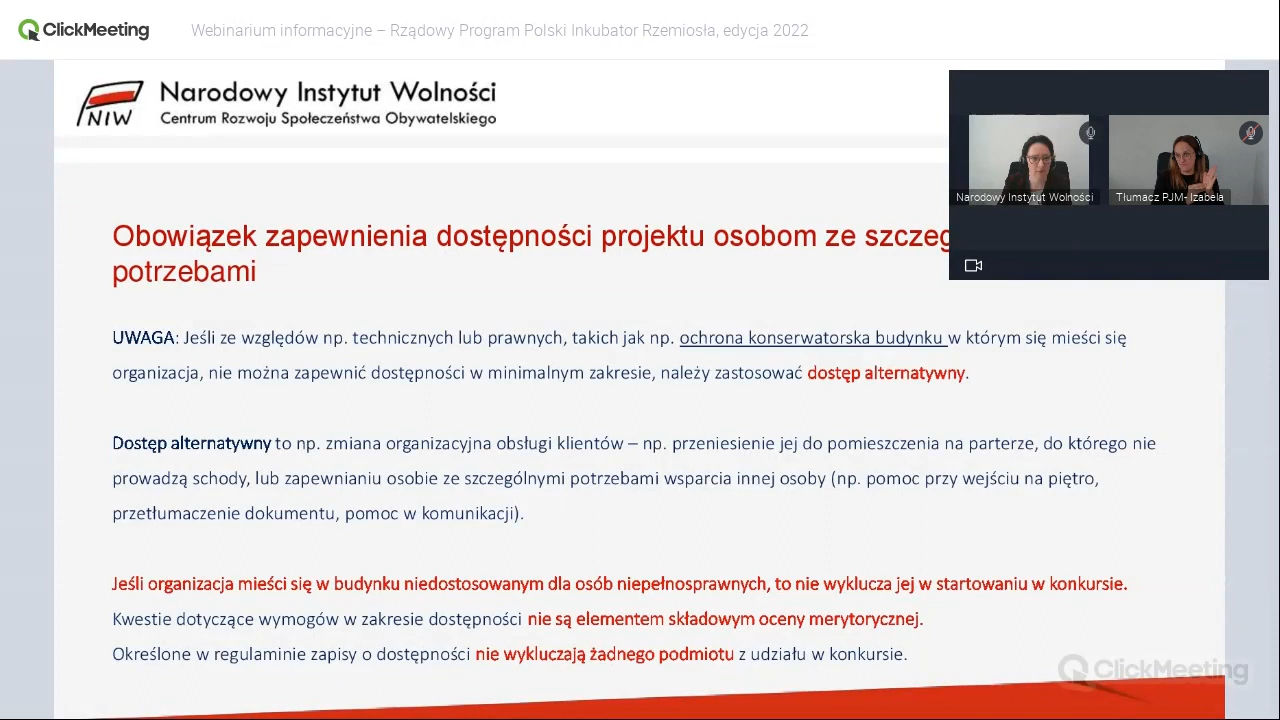 ClickMeeting
Webinarium informacyjne – Rządowy Program Polski Inkubator Rzemiosła, edycja 2022
NIW
Narodowy Instytut Wolności
Centrum Rozwoju Społeczeństwa Obywatelskiego
Narodowy Instytut Wolności
Tłumacz PJM- Izabela
Obowiązek zapewnienia dostępności projektu osobom ze szczeg
potrzebami
UWAGA: Jeśli ze względów np. technicznych lub prawnych, takich jak np. ochrona konserwatorska budynku w którym się mieści się
organizacja, nie można zapewnić dostępności w minimalnym zakresie, należy zastosować dostęp alternatywny.
Dostęp alternatywny to np. zmiana organizacyjna obsługi klientów – np. przeniesienie jej do pomieszczenia na parterze, do którego nie
prowadzą schody, lub zapewnianiu osobie ze szczególnymi potrzebami wsparcia innej osoby (np. pomoc przy wejściu na piętro,
przetłumaczenie dokumentu, pomoc w komunikacji).
Jeśli organizacja mieści się w budynku niedostosowanym dla osób niepełnosprawnych, to nie wyklucza jej w startowaniu w konkursie.
Kwestie dotyczące wymogów w zakresie dostępności nie są elementem składowym oceny merytorycznej.
Określone w regulaminie zapisy o dostępności nie wykluczają żadnego podmiotu z udziału w konkursie.
ClickMeeting